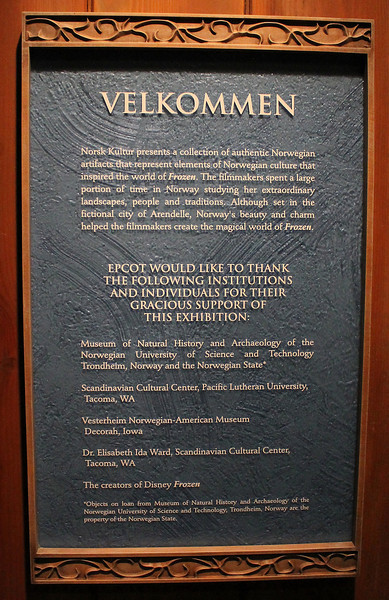 VELKOMMEN
Norsk Kultur presents a collection of authentic Norwegian
artifacts that represent elements of Norwegian culture that
inspired the world of Frozen. The filmmakers spent a large
portion of time in Norway studying her extraordinary
landscapes, people and traditions. Although set in the
fictional city of Arendelle, Norway's beauty and charm
helped the filmmakers create the magical world of Frozen.
EPCOT WOULD LIKE TO THANK
THE FOLLOWING INSTITUTIONS
AND INDIVIDUALS FOR THEIR
GRACIOUS SUPPORT OF
THIS EXHIBITION:
Museum of Natural History and Archaeology of the
Norwegian University of Science and Technology
Trondheim, Norway and the Norwegian State*
Scandinavian Cultural Center, Pacific Lutheran University,
Tacoma, WA
Vesterheim Norwegian-American Museum
Decorah, Iowa
Dr. Elisabeth Ida Ward, Scandinavian Cultural Center,
Tacoma, WA
The creators of Disney Frozen
*Objects on loan from Museum of Natural History and Archaeology of the
Norwegian University of Science and Technology, Trondheim, Norway are the
property of the Norwegian State.